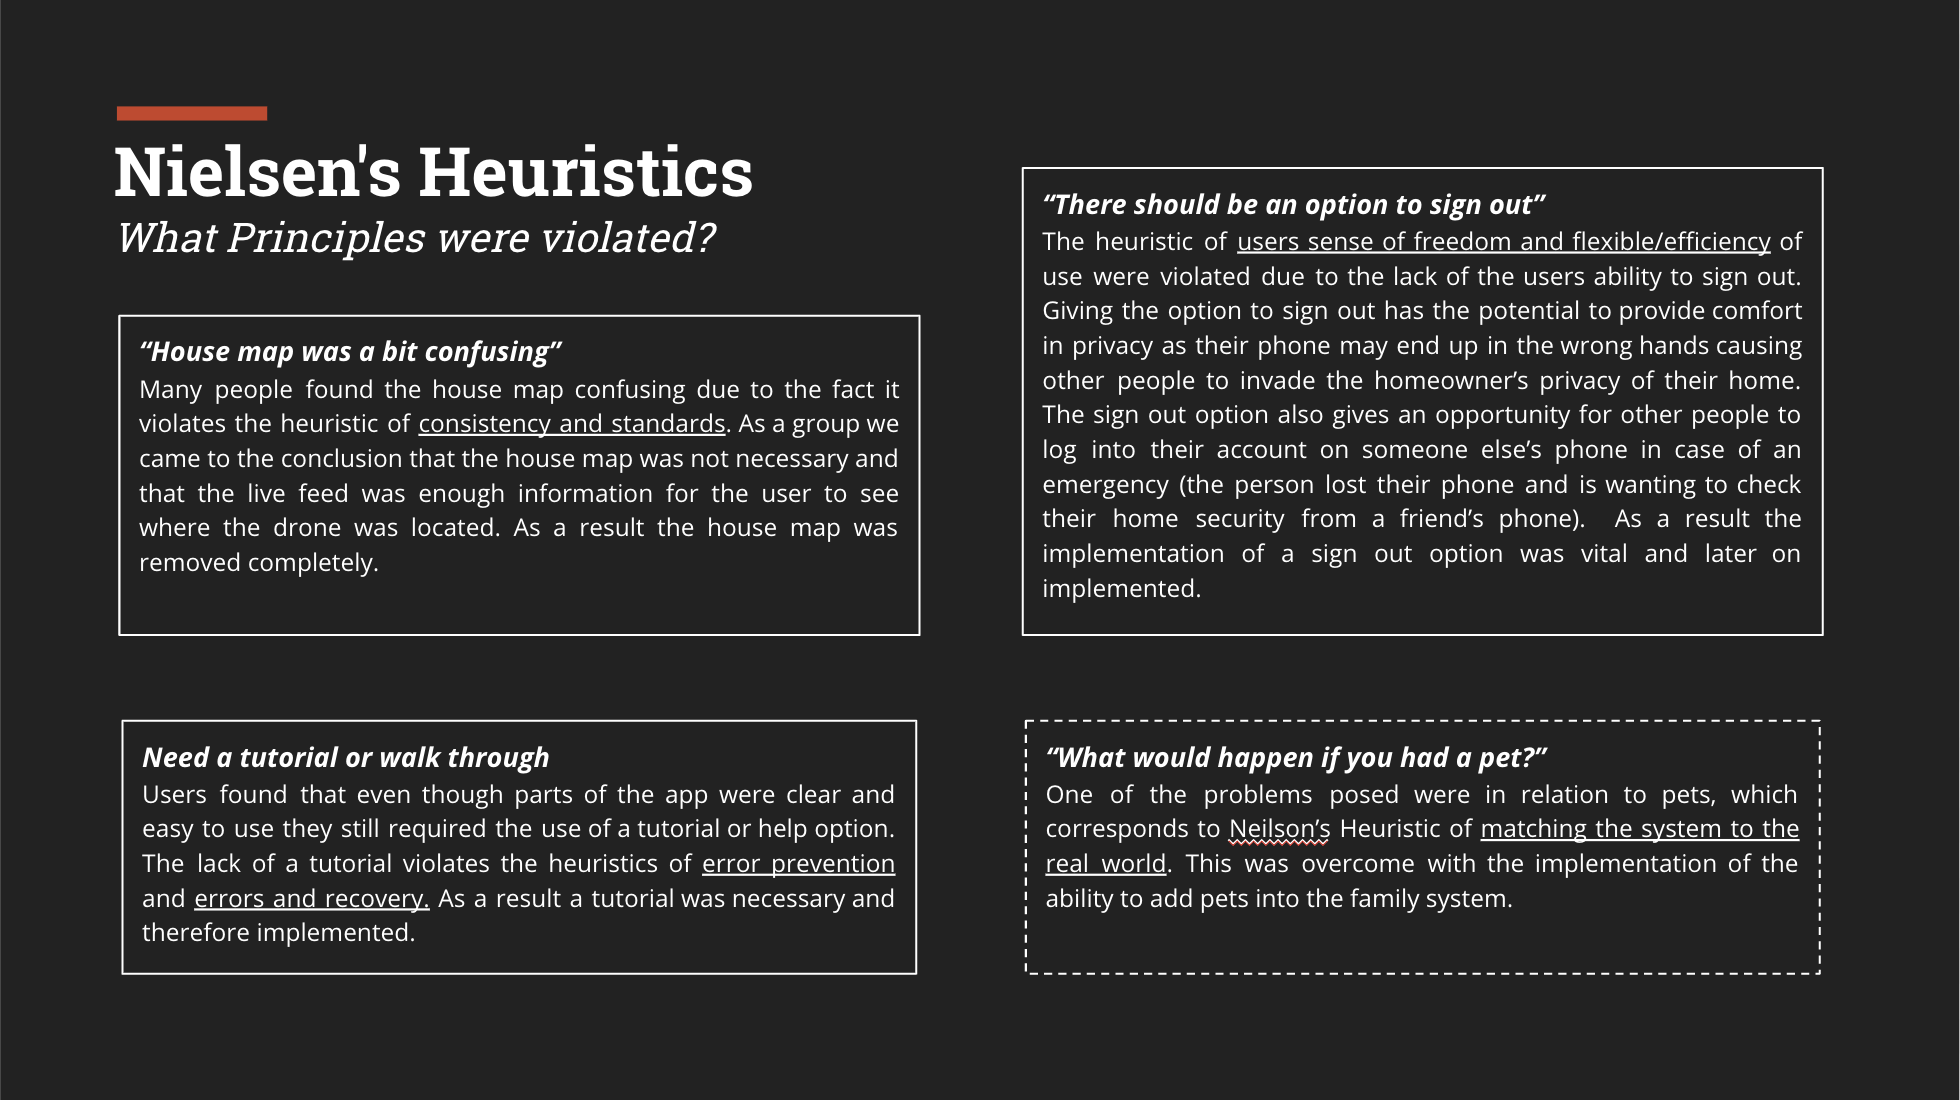 Nielsen's Heuristics
What Principles were violated?
“House map was a bit confusing”
Many people found the house map confusing due to the fact it
violates the heuristic of consistency and standards. As a group we
came to the conclusion that the house map was not necessary and
that the live feed was enough information for the user to see
where the drone was located. As a result the house map was
removed completely.
“There should be an option to sign out”
The heuristic of users sense of freedom and flexible/efficiency of
use were violated due to the lack of the users ability to sign out.
Giving the option to sign out has the potential to provide comfort
in privacy as their phone may end up in the wrong hands causing
other people to invade the homeowner’s privacy of their home.
The sign out option also gives an opportunity for other people to
log into their account on someone else’s phone in case of an
emergency (the person lost their phone and is wanting to check
their home security from a friend’s phone).  As a result the
implementation of a sign out option was vital and later on
implemented.
Need a tutorial or walk through
Users found that even though parts of the app were clear and
easy to use they still required the use of a tutorial or help option.
The lack of a tutorial violates the heuristics of error prevention
and errors and recovery. As a result a tutorial was necessary and
therefore implemented.
“What would happen if you had a pet?”
One of the problems posed were in relation to pets, which
corresponds to Neilson’s Heuristic of matching the system to the
real world. This was overcome with the implementation of the
ability to add pets into the family system.